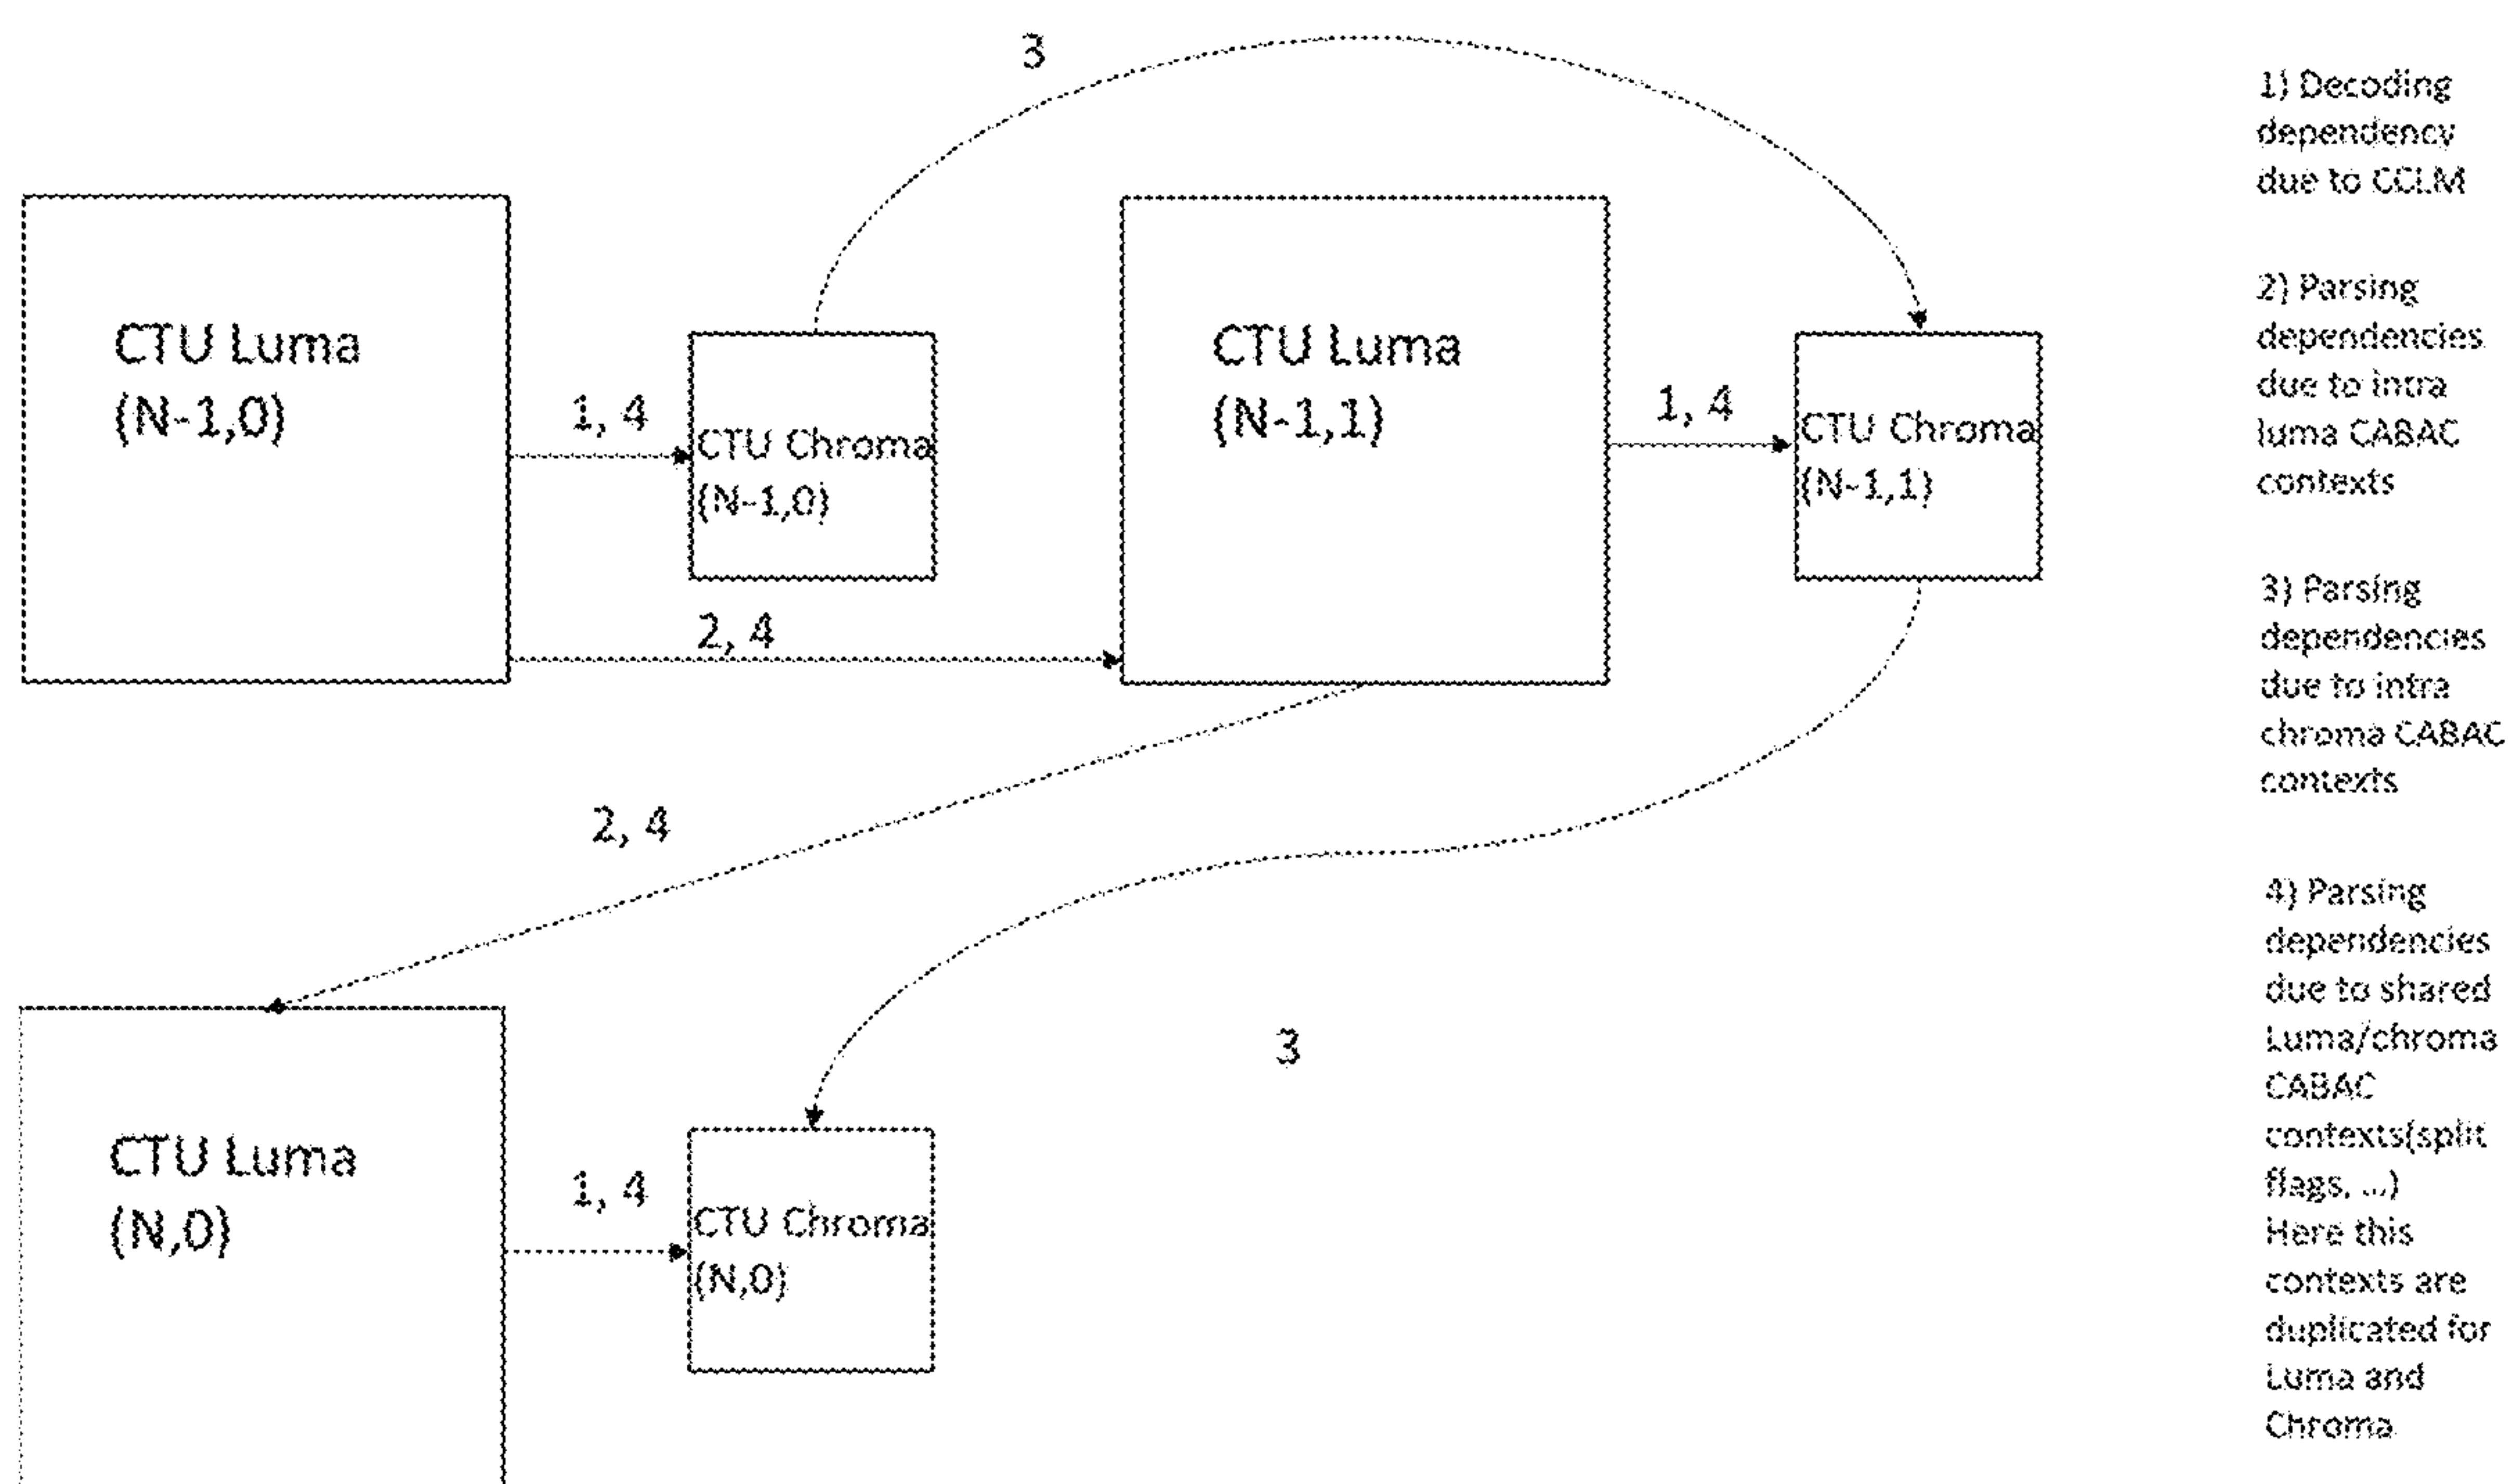 3
CTU Luma
(N-1,0)
1, 4
CTU Chroma
(N-1,0)
2, 4
CTU Luma
(N-1,1)
1, 4
CTU Chroma
(N-1,1)
2, 4
3
CTU Luma
(N,0)
1, 4
CTU Chroma
(N,0)
1) Decoding
dependency
due to CCLM
2) Parsing
dependencies
due to intra
luma CABAC
contexts
3) Parsing
dependencies
due to intra
chroma CABAC
contexts
4) Parsing
dependencies
due to shared
Luma/chroma
CABAC
contexts(split
flags, ...)
Here this
contexts are
duplicated for
Luma and
Chroma